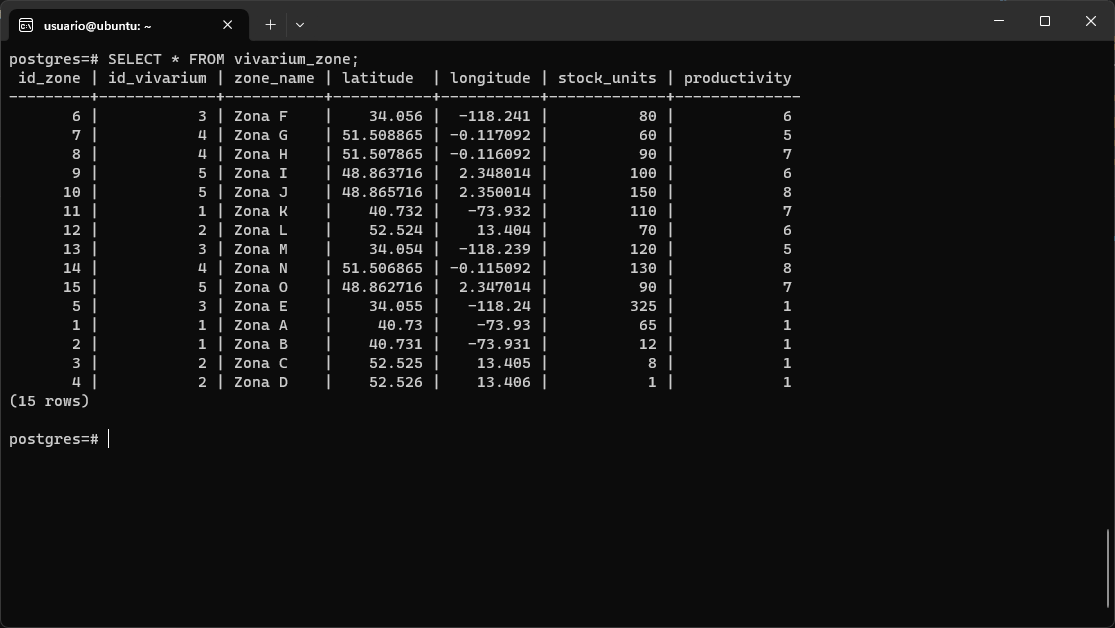 usuario@ubuntu: ~
postgres=# SELECT * FROM vivarium_zone;
 id_zone | id_vivarium | zone_name | latitude  | longitude | stock_units | productivity
---------+-------------+-----------+-----------+-----------+-------------+--------------
       6 |           3 | Zona F    |    34.056 |  -118.241 |          80 |            6
       7 |           4 | Zona G    | 51.508865 | -0.117092 |          60 |            5
       8 |           4 | Zona H    | 51.507865 | -0.116092 |          90 |            7
       9 |           5 | Zona I    | 48.863716 |  2.348014 |         100 |            6
      10 |           5 | Zona J    | 48.865716 |  2.350014 |         150 |            8
      11 |           1 | Zona K    |    40.732 |   -73.932 |         110 |            7
      12 |           2 | Zona L    |    52.524 |    13.404 |          70 |            6
      13 |           3 | Zona M    |    34.054 |  -118.239 |         120 |            5
      14 |           4 | Zona N    | 51.506865 | -0.115092 |         130 |            8
      15 |           5 | Zona O    | 48.862716 |  2.347014 |          90 |            7
       5 |           3 | Zona E    |    34.055 |   -118.24 |         325 |            1
       1 |           1 | Zona A    |     40.73 |    -73.93 |          65 |            1
       2 |           1 | Zona B    |    40.731 |   -73.931 |          12 |            1
       3 |           2 | Zona C    |    52.525 |    13.405 |           8 |            1
       4 |           2 | Zona D    |    52.526 |    13.406 |           1 |            1
(15 rows)
postgres=#